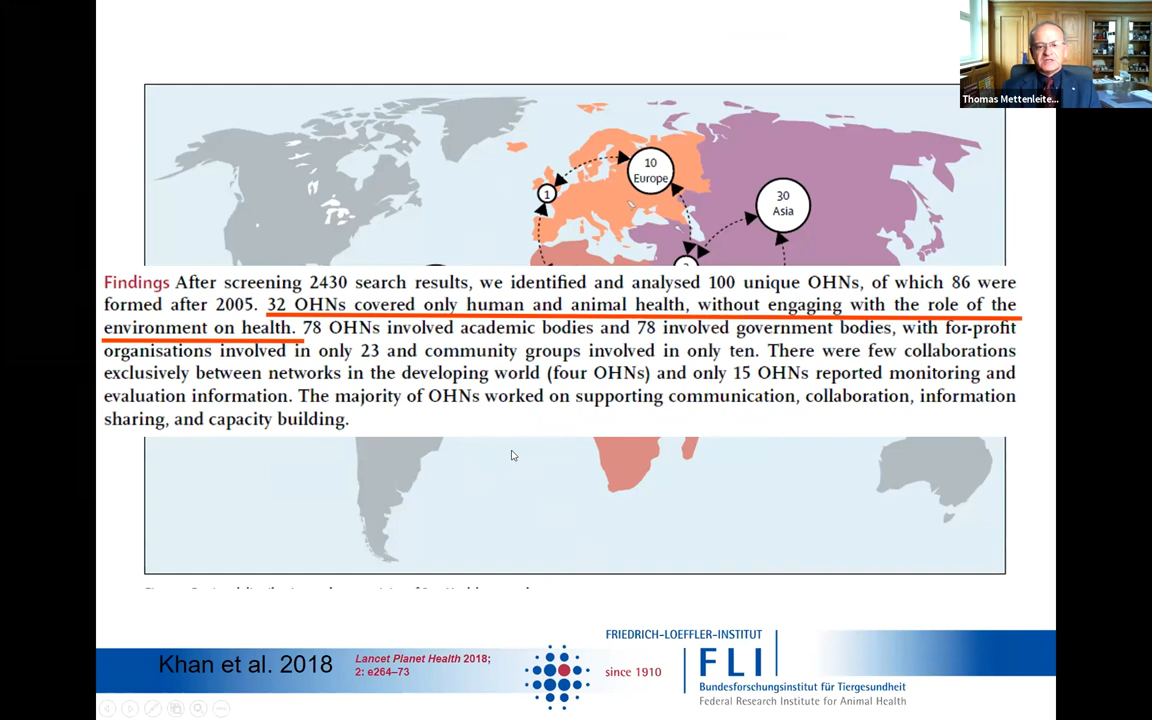 Thomas Mettenleite...
10
Europe
1
30
Asia
Findings After screening 2430 search results, we identified and analysed 100 unique OHNs, of which 86 were
formed after 2005. 32 OHNs covered only human and animal health, without engaging with the role of the
environment on health. 78 OHNs involved academic bodies and 78 involved government bodies, with for-profit
organisations involved in only 23 and community groups involved in only ten. There were few collaborations
exclusively between networks in the developing world (four OHNs) and only 15 OHNs reported monitoring and
evaluation information. The majority of OHNs worked on supporting communication, collaboration, information
sharing, and capacity building.
Khan et al. 2018
Lancet Planet Health 2018;
2: e264–73
since 1910
FRIEDRICH-LOEFFLER-INSTITUT
FLI
Bundesforschungsinstitut für Tiergesundheit
Federal Research Institute for Animal Health